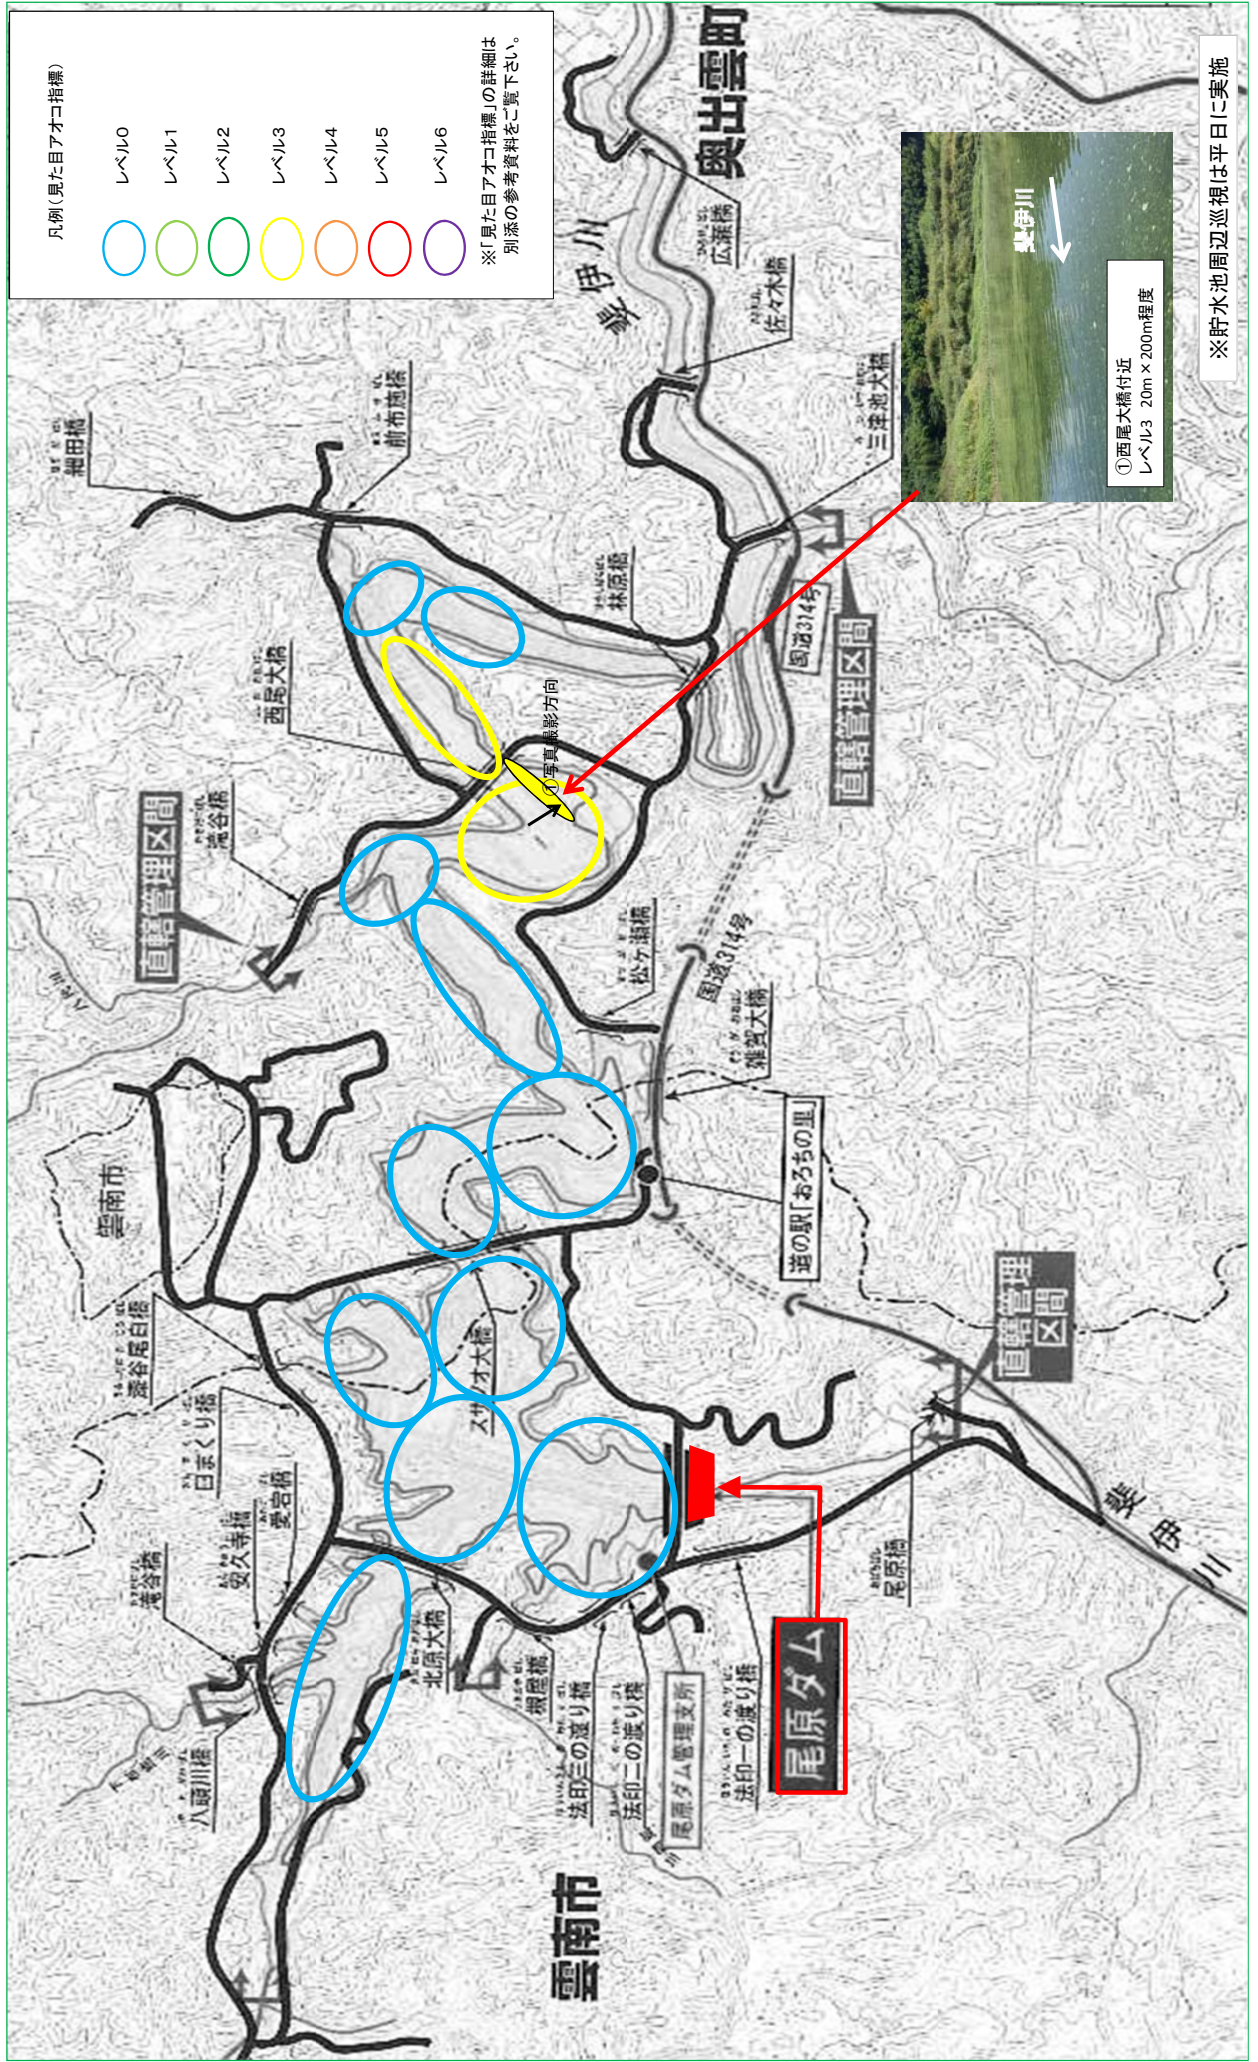 凡例（見た目アオコ指標）
レベル０
レベル１
レベル２
レベル３
レベル４
レベル５
レベル６
※「見た目アオコ指標」の詳細は
別添の参考資料をご覧下さい。
奥出雲町
斐伊川
広瀬橋
佐々木橋
三津池大橋
細田橋
前布施橋
林原橋
西尾大橋
国道314号
直轄管理区間
①写真撮影方向
斐伊川
①西尾大橋付近
レベル3　20m×200m程度
※貯水池周辺巡視は平日に実施
直轄管理区間
滝谷橋
松ヶ瀬橋
国道314号
雑賀大橋
道の駅「おろちの里」
雲南市
スサノオ大橋
日まくり橋
愛宕橋
安久寺橋
滝谷橋
八頭川橋
北原大橋
槻屋橋
法印三の渡り橋
法印二の渡り橋
尾原ダム管理支所
法印一の渡り橋
尾原ダム
尾原橋
直轄管理
区間
斐伊川
雲南市